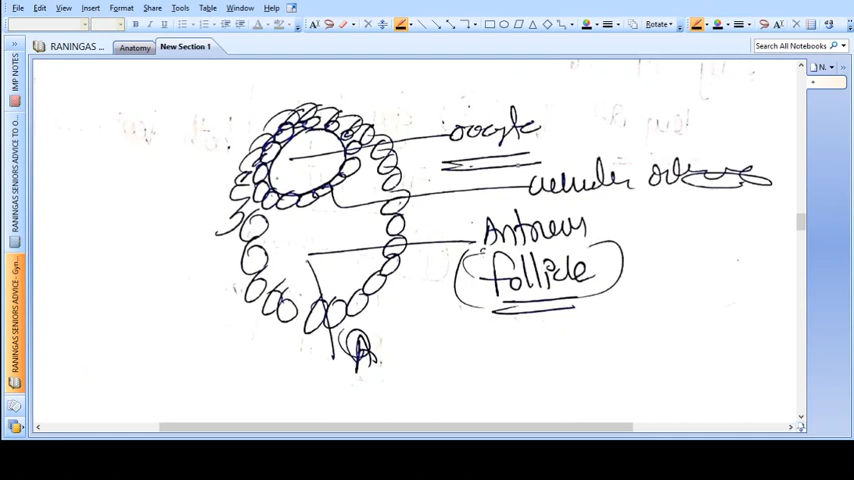 File Edit View Insert Format Share Tools Table Window Help
Rotate
RANINGAS ... Anatomy New Section 1
Search All Notebooks
IMP NOTES
RANINGAS SENIORS ADVICE TO
RANINGAS SENIORS ADVICE- Gyn
N.
oocyte
Antrum
follicle
A